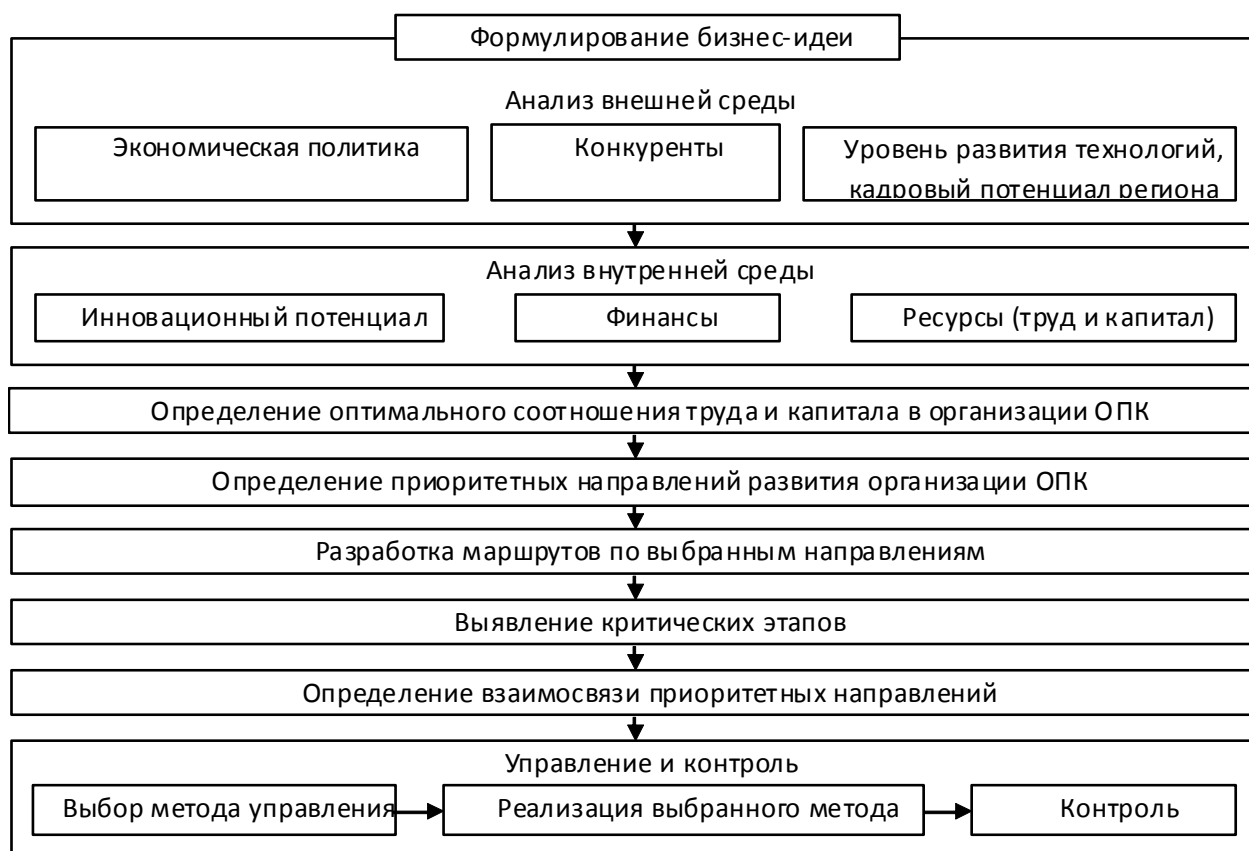 Формулирование бизнес-идеи
Анализ внешней среды
Экономическая политика
Конкуренты
Уровень развития технологий,
кадровый потенциал региона
Анализ внутренней среды
Инновационный потенциал
Финансы
Ресурсы (труд и капитал)
Определение оптимального соотношения труда и капитала в организации ОПК
Определение приоритетных направлений развития организации ОПК
Разработка маршрутов по выбранным направлениям
Выявление критических этапов
Определение взаимосвязи приоритетных направлений
Управление и контроль
Выбор метода управления
Реализация выбранного метода
Контроль